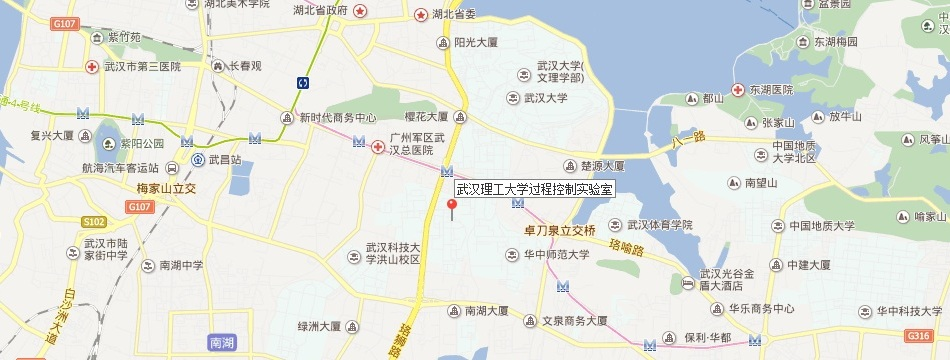 湖北美术学院
湖北省政府
湖北省委
盆景园
G107
紫竹苑
阳光大厦
东湖梅园
武汉市第三医院
长春观
武汉大学(
文理学部)
武汉大学
东湖医院
都山
通-4号线
新时代商务中心
樱花大厦
张家山
放牛山
复兴大厦
紫阳公园
广州军区武
汉总医院
八一路
风筝山
武昌站
航海汽车客运站
楚源大厦
中国地质
大学北区
梅家山立交
武汉理工大学过程控制实验室
南望山
G107
S102
卓刀泉立交桥
武汉体育学院
中国地质大学
喻家山
武汉市陆
家街中学
武汉科技大
学洪山校区
华中师范大学
珞喻路
南湖中学
中建大厦
武汉光谷金
盾大酒店
白沙洲大道
南湖大厦
华乐商务中心
华中科技大
绿洲大厦
珞狮路
文泉商务大厦
保利·华都
G316
南湖